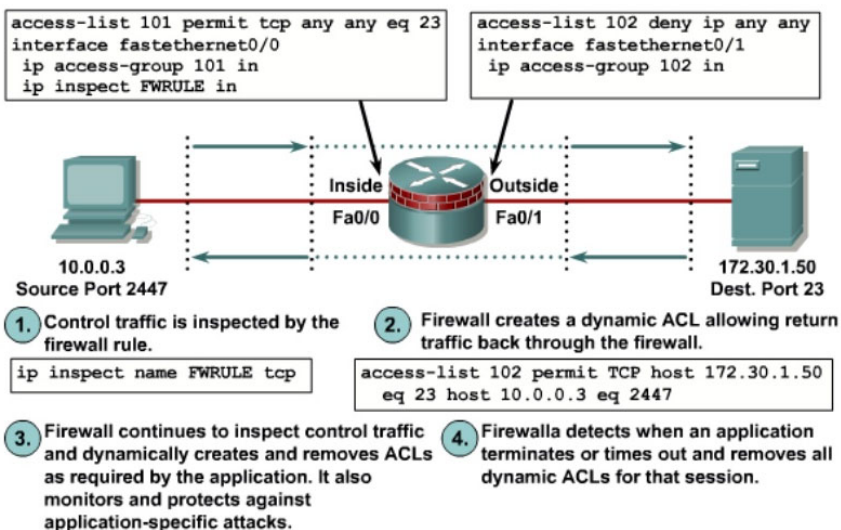 access-list 101 permit tcp any any eq 23
interface fastethernet0/0
ip access-group 101 in
ip inspect FWRULE in
access-list 102 deny ip any any
interface fastethernet0/1
ip access-group 102 in
Inside
Outside
Fa0/0
Fa0/1
10.0.0.3
Source Port 2447
172.30.1.50
Dest. Port 23
1. Control traffic is inspected by the
firewall rule.
ip inspect name FWRULE tcp
2. Firewall creates a dynamic ACL allowing return
traffic back through the firewall.
access-list 102 permit TCP host 172.30.1.50
eq 23 host 10.0.0.3 eq 2447
3. Firewall continues to inspect control traffic
and dynamically creates and removes ACLs
as required by the application. It also
monitors and protects against
application-specific attacks.
4. Firewalla detects when an application
terminates or times out and removes all
dynamic ACLs for that session.